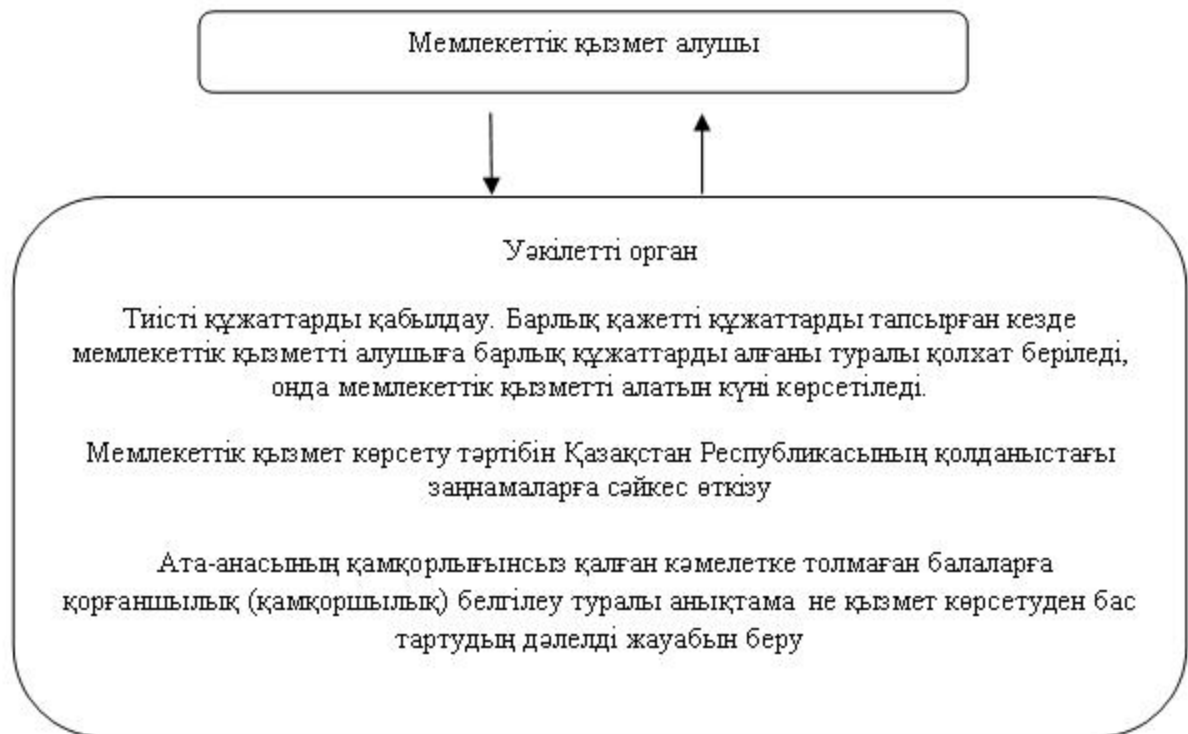 Мемлекеттік қызмет алушы
Уәкілетті орган
Тиісті құжаттарды қабылдау. Барлық қажетті құжаттарды тапсырған кезде
мемлекеттік қызметті алушыға барлық құжаттарды алғаны туралы қолхат беріледі,
онда мемлекеттік қызметті алатын күні көрсетіледі.
Мемлекеттік қызмет көрсету тәртібін Қазақстан Республикасының қолданыстағы
заңнамаларға сәйкес өткізу
Ата-анасының қамқорлығынсыз қалған кәмелетке толмаған балаларға
қорғаншылық (қамқоршылық) белгілеу туралы анықтама не қызмет көрсетуден бас
тартудың дәлелді жауабын беру